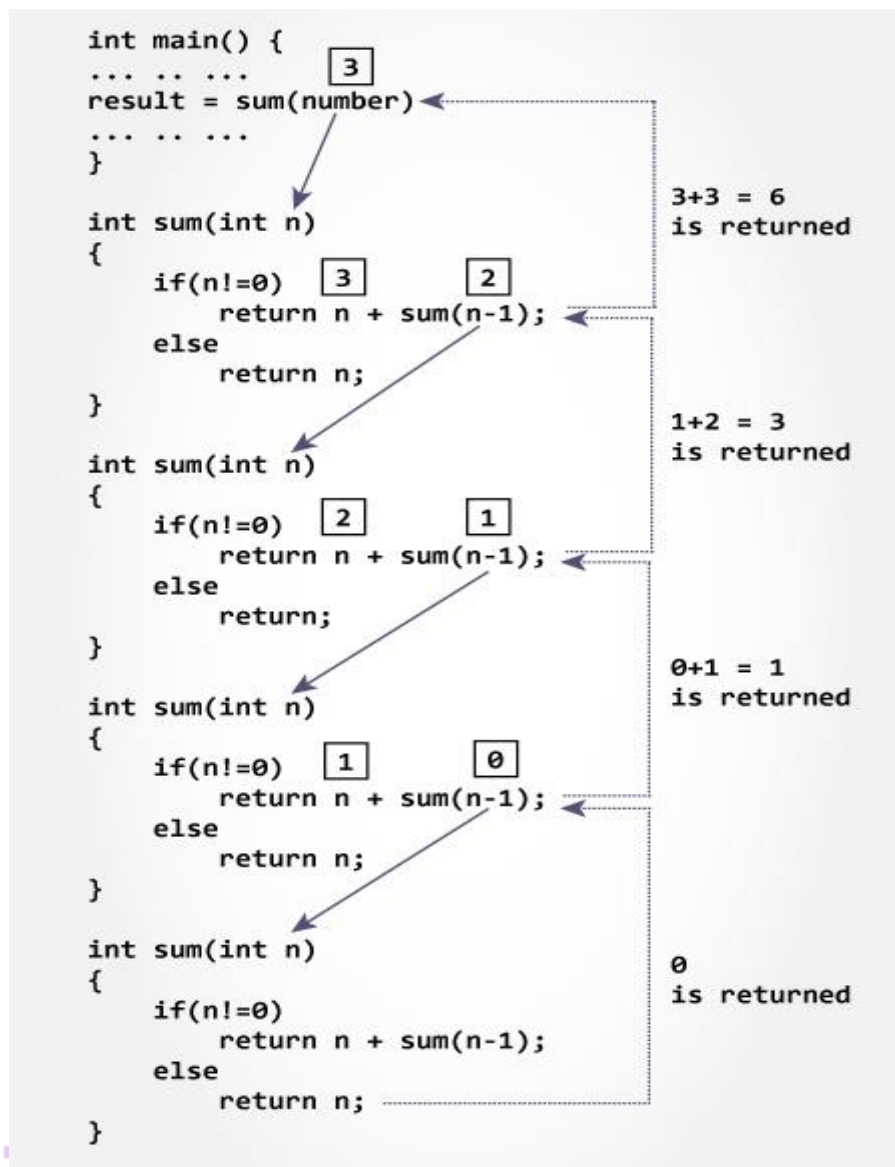 int main() {
... .. ...
3
result = sum(number)
... .. ...
}
3+3 = 6
is returned
int sum(int n)
{
if(n!=0) 3 2
return n + sum(n-1);
else
return n;
}
1+2 = 3
is returned
int sum(int n)
{
if(n!=0) 2 1
return n + sum(n-1);
else
return;
}
0+1 = 1
is returned
int sum(int n)
{
if(n!=0) 1 0
return n + sum(n-1);
else
return n;
}
0
is returned
int sum(int n)
{
if(n!=0)
return n + sum(n-1);
else
return n;
}